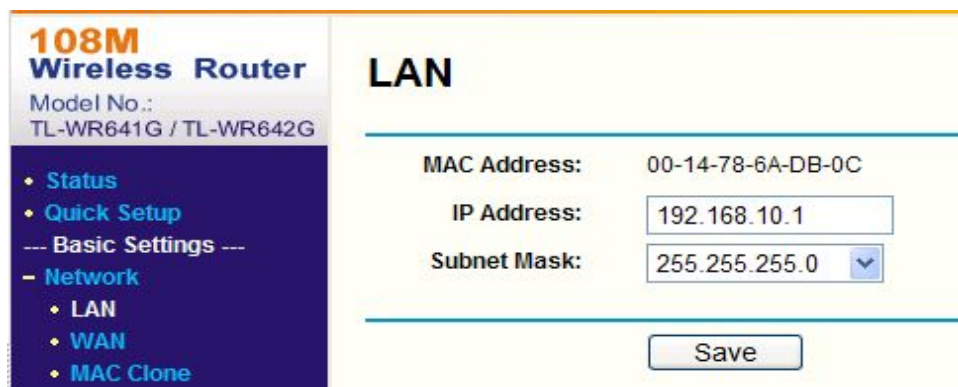 108M
Wireless Router
Model No.:
TL-WR641G / TL-WR642G
• Status
• Quick Setup
--- Basic Settings ---
– Network
• LAN
• WAN
• MAC Clone
LAN
MAC Address: 00-14-78-6A-DB-0C
IP Address: 192.168.10.1
Subnet Mask: 255.255.255.0
Save